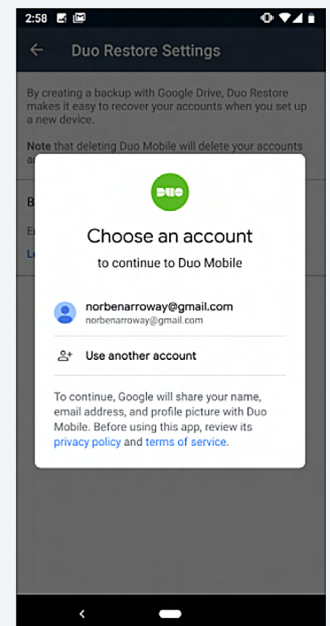 2:58
Duo Restore Settings
By creating a backup with Google Drive, Duo Restore
makes it easy to recover your accounts when you set up
a new device.
Note that deleting Duo Mobile will delete your accounts
DUO
Choose an account
to continue to Duo Mobile
norbenarroway@gmail.com
norbenarroway@gmail.com
Use another account
To continue, Google will share your name,
email address, and profile picture with Duo
Mobile. Before using this app, review its
privacy policy and terms of service.